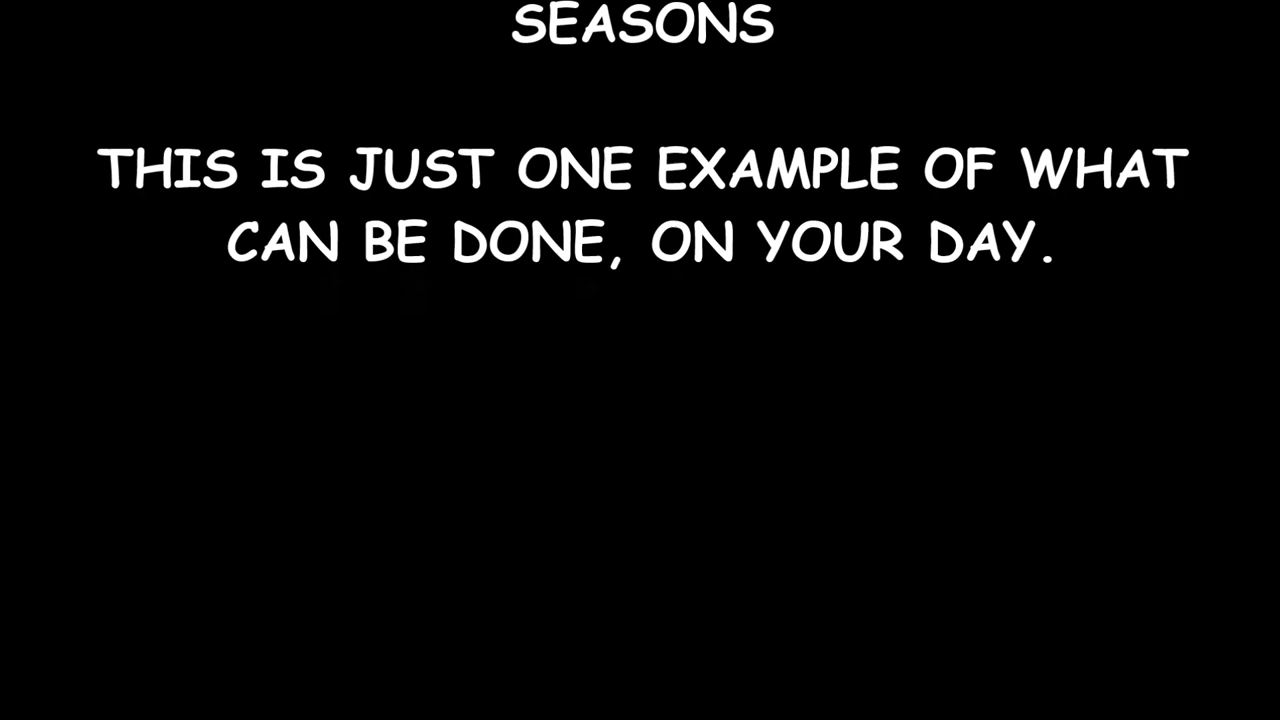 SEASONS
THIS IS JUST ONE EXAMPLE OF WHAT
CAN BE DONE, ON YOUR DAY.